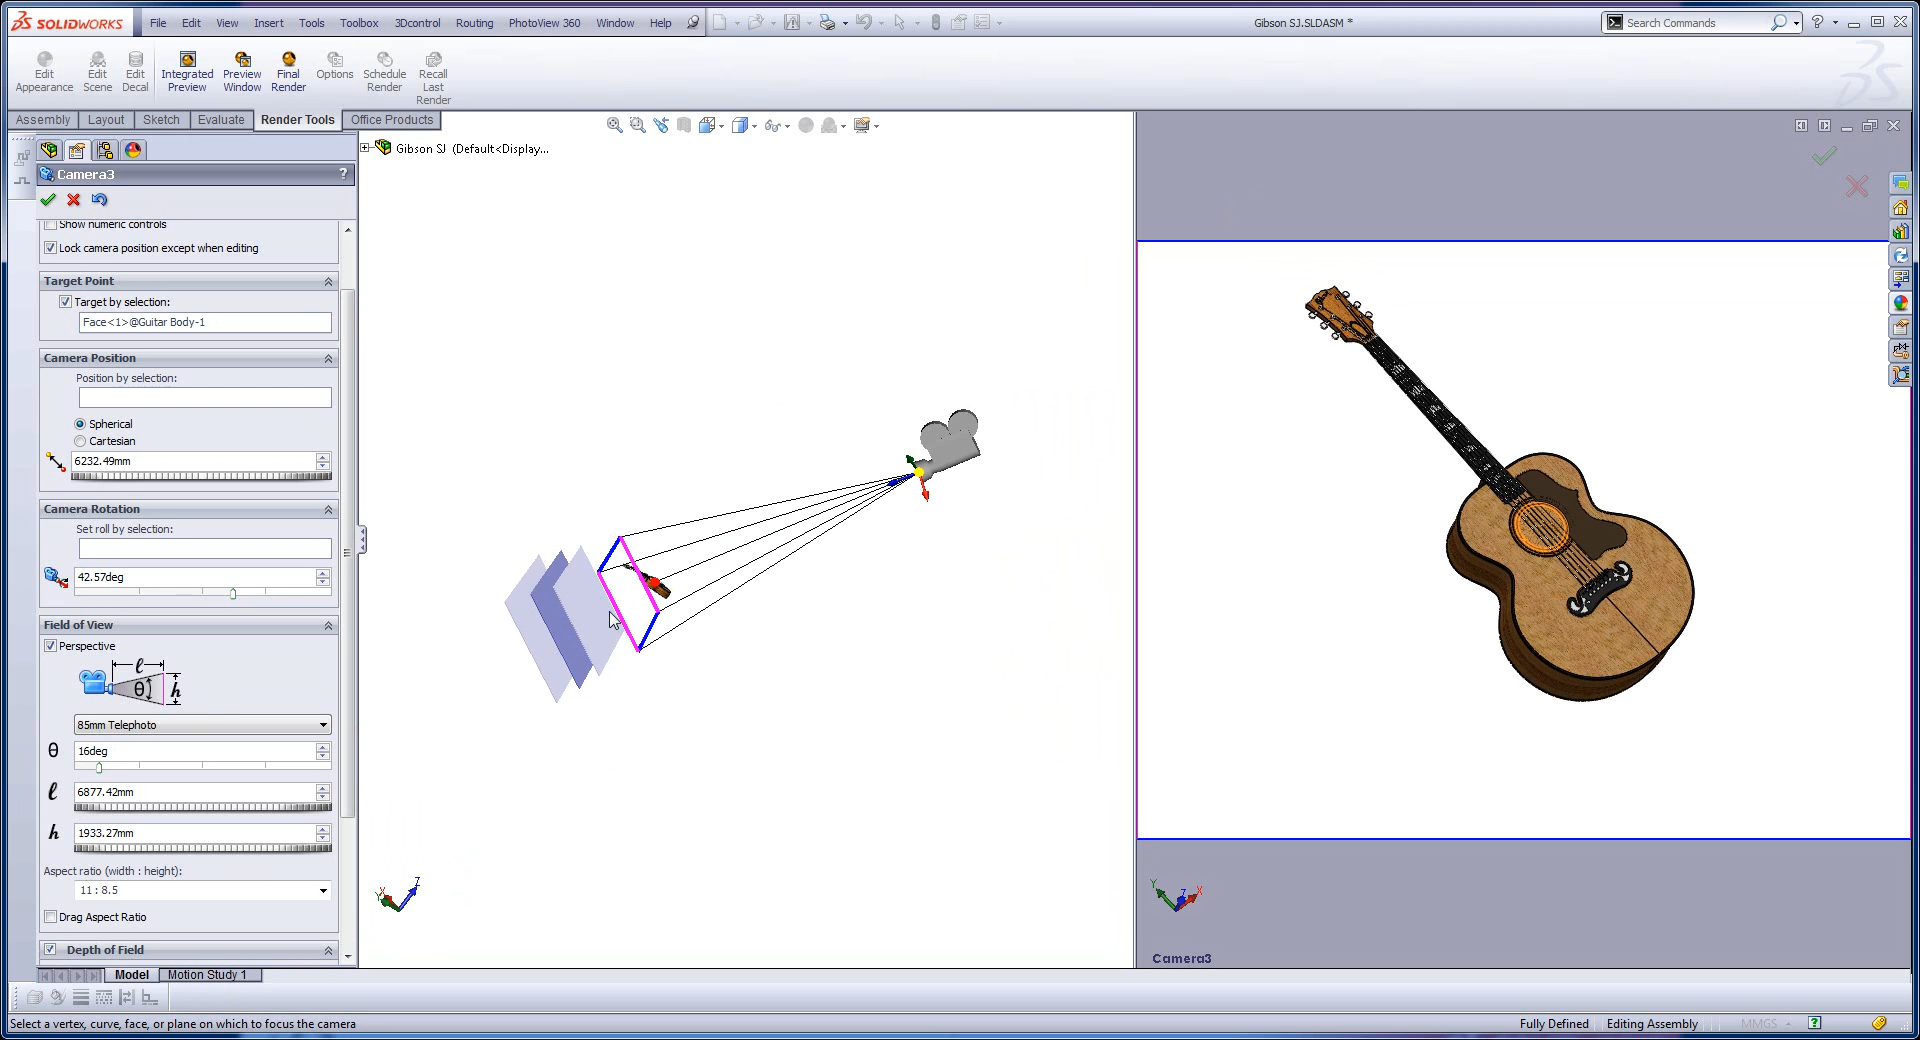 SOLIDWORKS File Edit View Insert Tools Toolbox 3Dcontrol Routing PhotoView 360 Window Help Gibson SJ.SLDASM * Search Commands ?
Edit Appearance
Edit Scene
Edit Decal
Integrated Preview
Preview Window
Final Render
Options
Schedule Render
Recall Last Render
Assembly Layout Sketch Evaluate Render Tools Office Products
Gibson SJ (Default<Display...
Camera3 ?
Show numeric controls
Lock camera position except when editing
Target Point
Target by selection:
Face<1>@Guitar Body-1
Camera Position
Position by selection:
Spherical
Cartesian
6232.49mm
Camera Rotation
Set roll by selection:
42.57deg
Field of View
Perspective
ℓ
θ h
85mm Telephoto
θ 16deg
ℓ 6877.42mm
h 1933.27mm
Aspect ratio (width : height):
11 : 8.5
Drag Aspect Ratio
Depth of Field
Z
X
Y
Y Z X
Camera3
Model Motion Study 1
Select a vertex, curve, face, or plane on which to focus the camera Fully Defined Editing Assembly MMGS ?